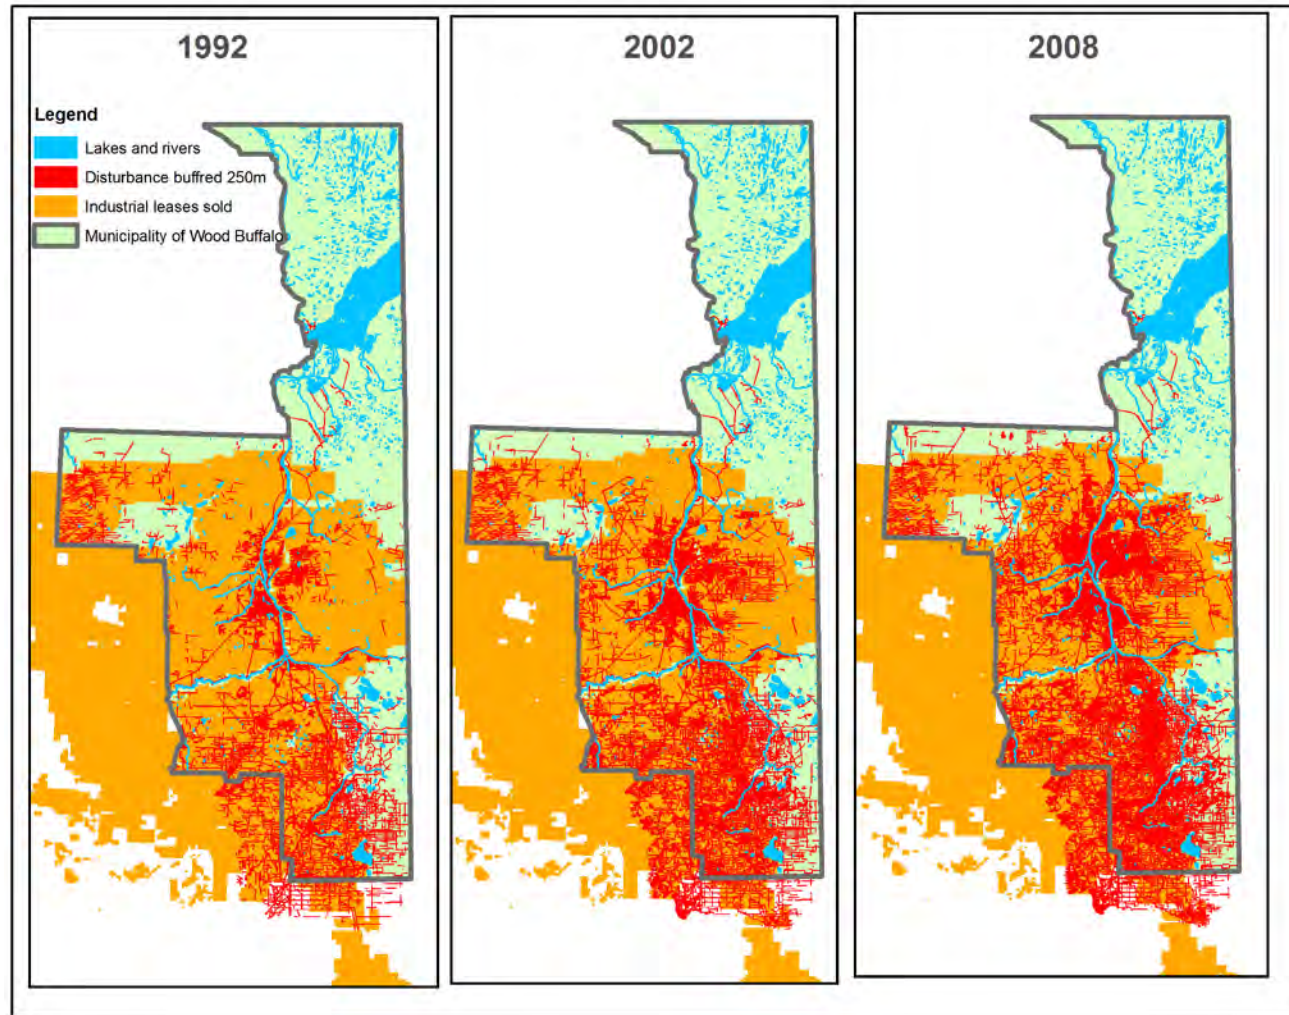 1992
2002
2008
Legend
Lakes and rivers
Disturbance buffred 250m
Industrial leases sold
Municipality of Wood Buffalo